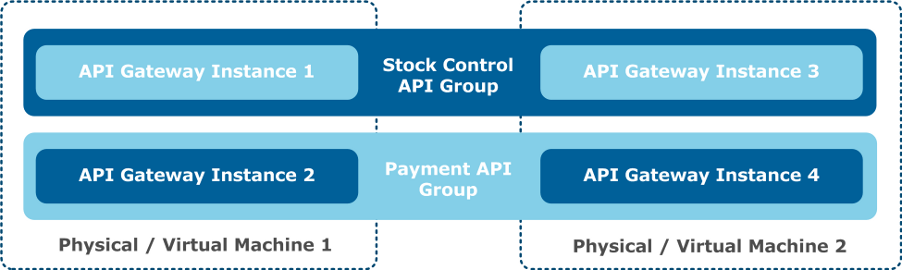 API Gateway Instance 1
Stock Control
API Group
API Gateway Instance 3
API Gateway Instance 2
Payment API
Group
API Gateway Instance 4
Physical / Virtual Machine 1
Physical / Virtual Machine 2